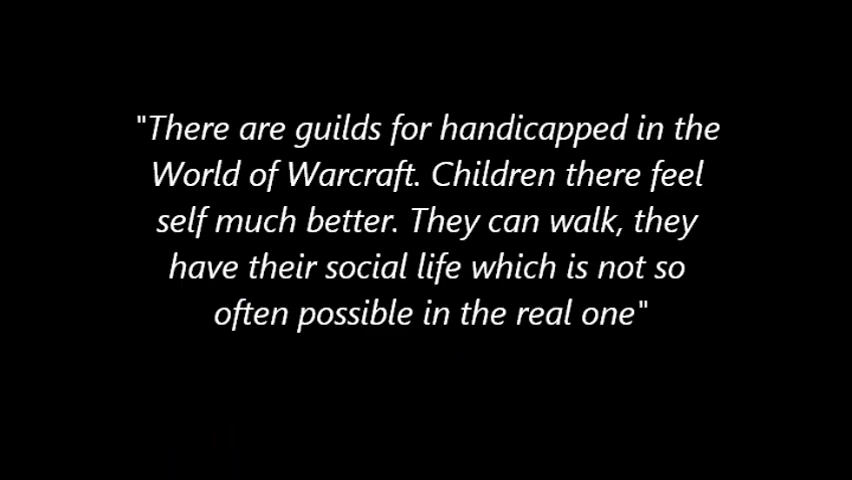 "There are guilds for handicapped in the
World of Warcraft. Children there feel
self much better. They can walk, they
have their social life which is not so
often possible in the real one"